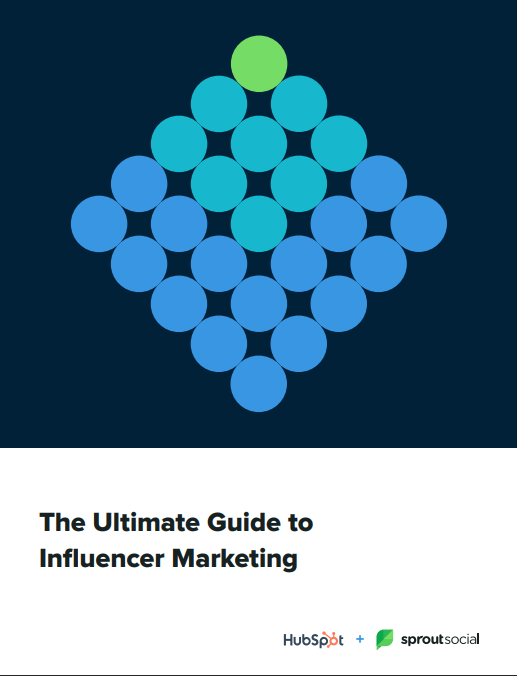 The Ultimate Guide to
Influencer Marketing
HubSpot + sproutsocial